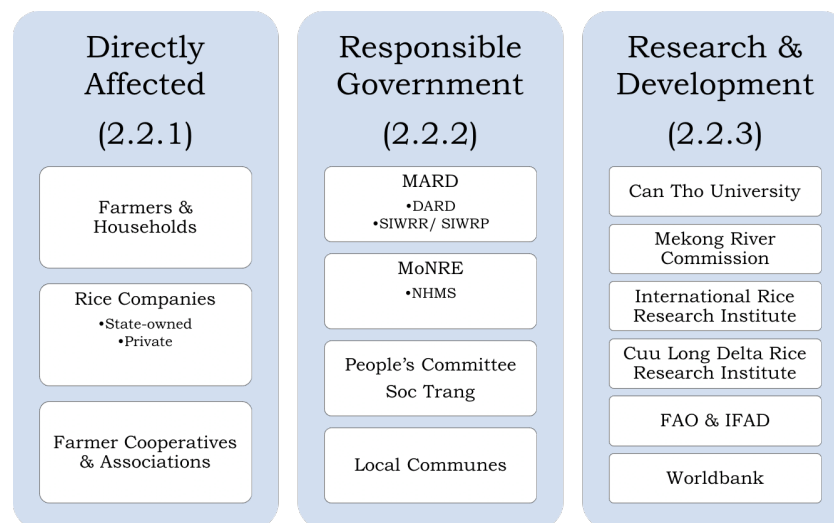 Directly
Affected
(2.2.1)
Farmers &
Households
Rice Companies
•State-owned
•Private
Farmer Cooperatives
& Associations
Responsible
Government
(2.2.2)
MARD
•DARD
•SIWRR/ SIWRP
MoNRE
•NHMS
People’s Committee
Soc Trang
Local Communes
Research &
Development
(2.2.3)
Can Tho University
Mekong River
Commission
International Rice
Research Institute
Cuu Long Delta Rice
Research Institute
FAO & IFAD
Worldbank